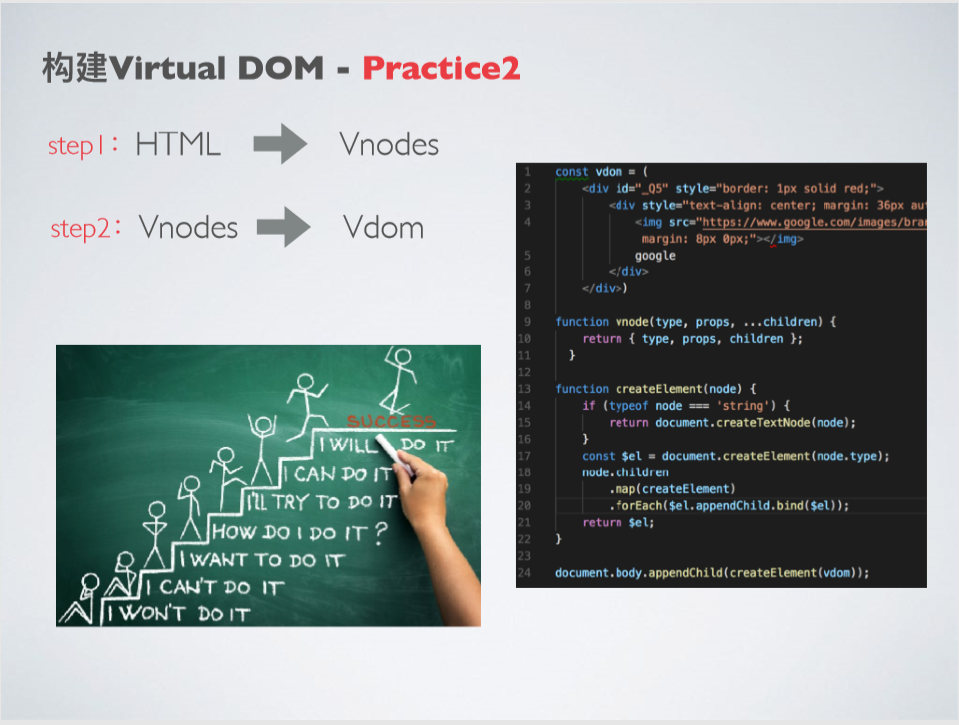 构建Virtual DOM - Practice2
step1： HTML Vnodes
step2： Vnodes Vdom
SUCCESS
I WILL DO IT
I CAN DO IT
I'LL TRY TO DO IT
HOW DO I DO IT ?
I WANT TO DO IT
I CAN'T DO IT
I WON'T DO IT
1 const vdom = (
2 <div id="_Q5" style="border: 1px solid red;">
3 <div style="text-align: center; margin: 36px aut
4 <img src="https://www.google.com/images/bran
margin: 8px 0px;"></img>
5 google
6 </div>
7 </div>)
8
9 function vnode(type, props, ...children) {
10 return { type, props, children };
11 }
12
13 function createElement(node) {
14 if (typeof node === 'string') {
15 return document.createTextNode(node);
16 }
17 const $el = document.createElement(node.type);
18 node.children
19 .map(createElement)
20 .forEach($el.appendChild.bind($el));
21 return $el;
22 }
23
24 document.body.appendChild(createElement(vdom));